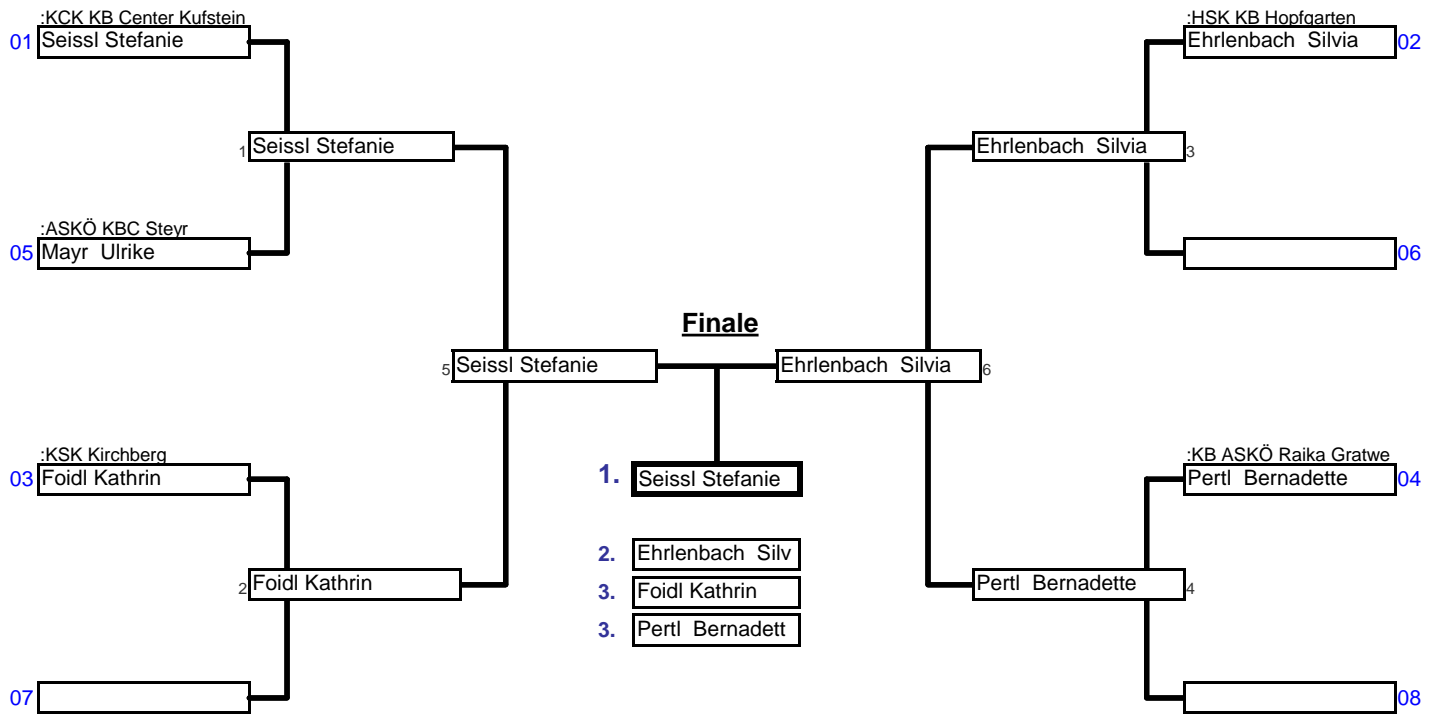 :KCK KB Center Kufstein
01 Seissl Stefanie
1 Seissl Stefanie
:ASKÖ KBC Steyr
05 Mayr Ulrike
5 Seissl Stefanie
:KSK Kirchberg
03 Foidl Kathrin
2 Foidl Kathrin
07
Finale
1. Seissl Stefanie
2. Ehrlenbach Silv
3. Foidl Kathrin
3. Pertl Bernadett
:HSK KB Hopfgarten
Ehrlenbach Silvia 02
Ehrlenbach Silvia 3
06
Ehrlenbach Silvia 6
:KB ASKÖ Raika Gratwe
Pertl Bernadette 04
Pertl Bernadette 4
08